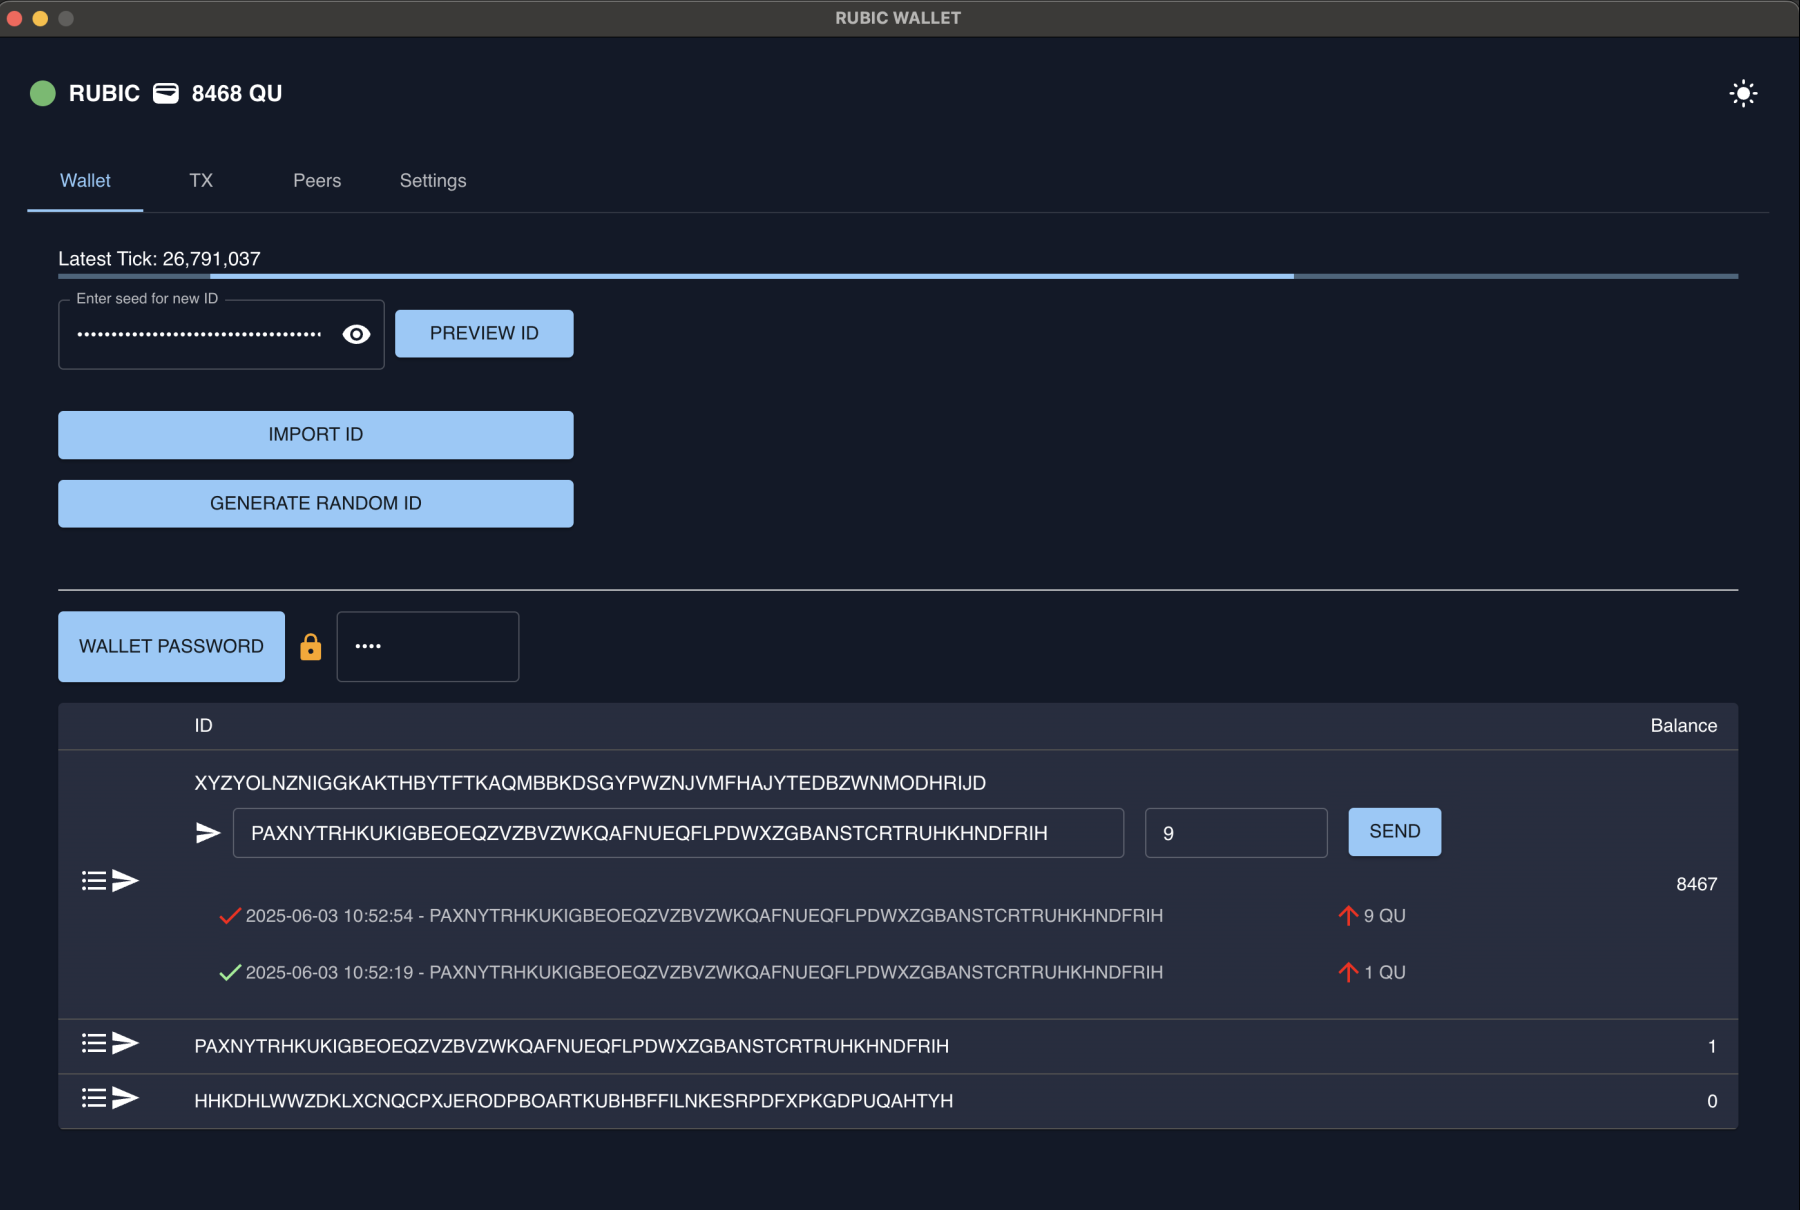 RUBIC WALLET
RUBIC 8468 QU
Wallet TX Peers Settings
Latest Tick: 26,791,037
Enter seed for new ID
PREVIEW ID
IMPORT ID
GENERATE RANDOM ID
WALLET PASSWORD
ID Balance
XYZYOLNZNIGGKAKTHBYTFTKAQMBBKDSGYPWZNJVMFHAJYTEDBZWNMODHRIJD
PAXNYTRHKUKIGBEOEQZVZBVZWKQAFNUEQFLPDWXZGBANSTCRTRUHKHNDFRIH 9 SEND
8467
2025-06-03 10:52:54 - PAXNYTRHKUKIGBEOEQZVZBVZWKQAFNUEQFLPDWXZGBANSTCRTRUHKHNDFRIH 9 QU
2025-06-03 10:52:19 - PAXNYTRHKUKIGBEOEQZVZBVZWKQAFNUEQFLPDWXZGBANSTCRTRUHKHNDFRIH 1 QU
PAXNYTRHKUKIGBEOEQZVZBVZWKQAFNUEQFLPDWXZGBANSTCRTRUHKHNDFRIH 1
HHKDHLWWZDKLXCNQCPXJERODPBOARTKUBHBFFILNKESRPDFXPKGDPUQAHTYH 0